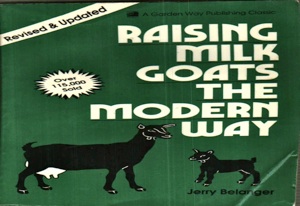 A Garden Way Publishing Classic
Revised & Updated
RAISING
MILK
GOATS
THE
MODERN
WAY
Over
115,000
Sold
Jerry Belanger